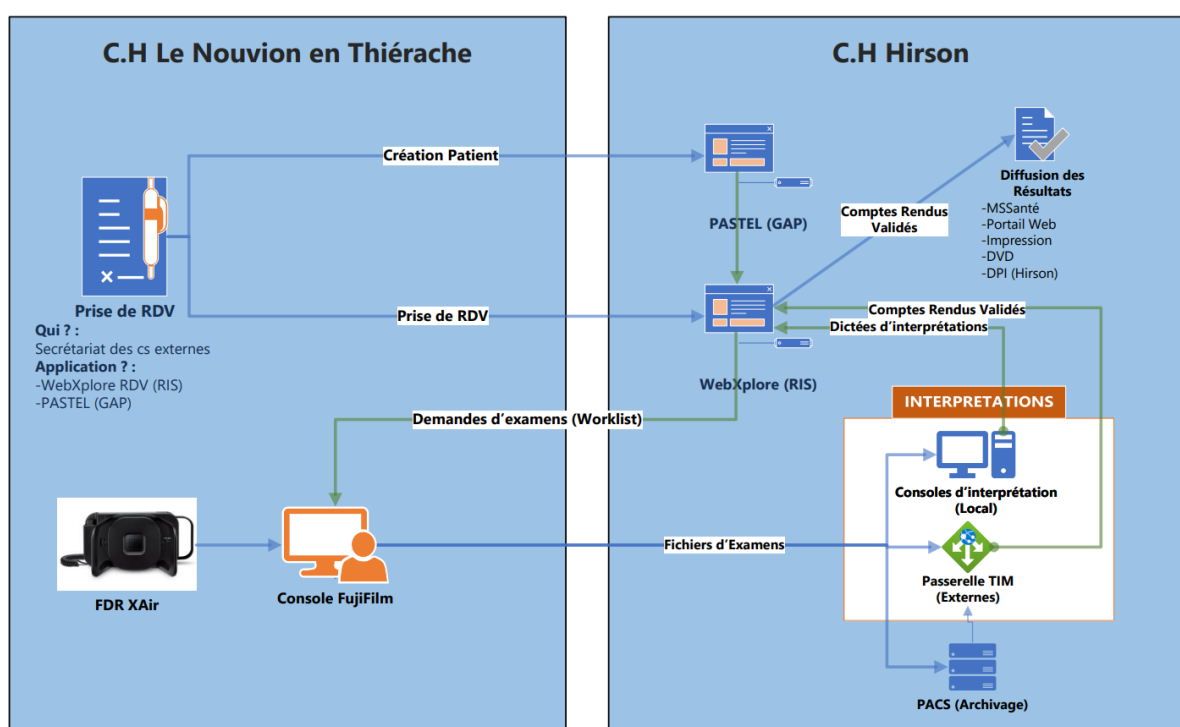 C.H Le Nouvion en Thiérache
C.H Hirson
Création Patient
Prise de RDV
Qui ? :
Secrétariat des cs externes
Application ? :
-WebXplore RDV (RIS)
-PASTEL (GAP)
Prise de RDV
PASTEL (GAP)
Comptes Rendus
Validés
Diffusion des
Résultats
-MSSanté
-Portail Web
-Impression
-DVD
-DPI (Hirson)
Comptes Rendus Validés
Dictées d’interprétations
WebXplore (RIS)
Demandes d’examens (Worklist)
INTERPRETATIONS
Consoles d’interprétation
(Local)
FDR XAir
Console FujiFilm
Fichiers d’Examens
Passerelle TIM
(Externes)
PACS (Archivage)